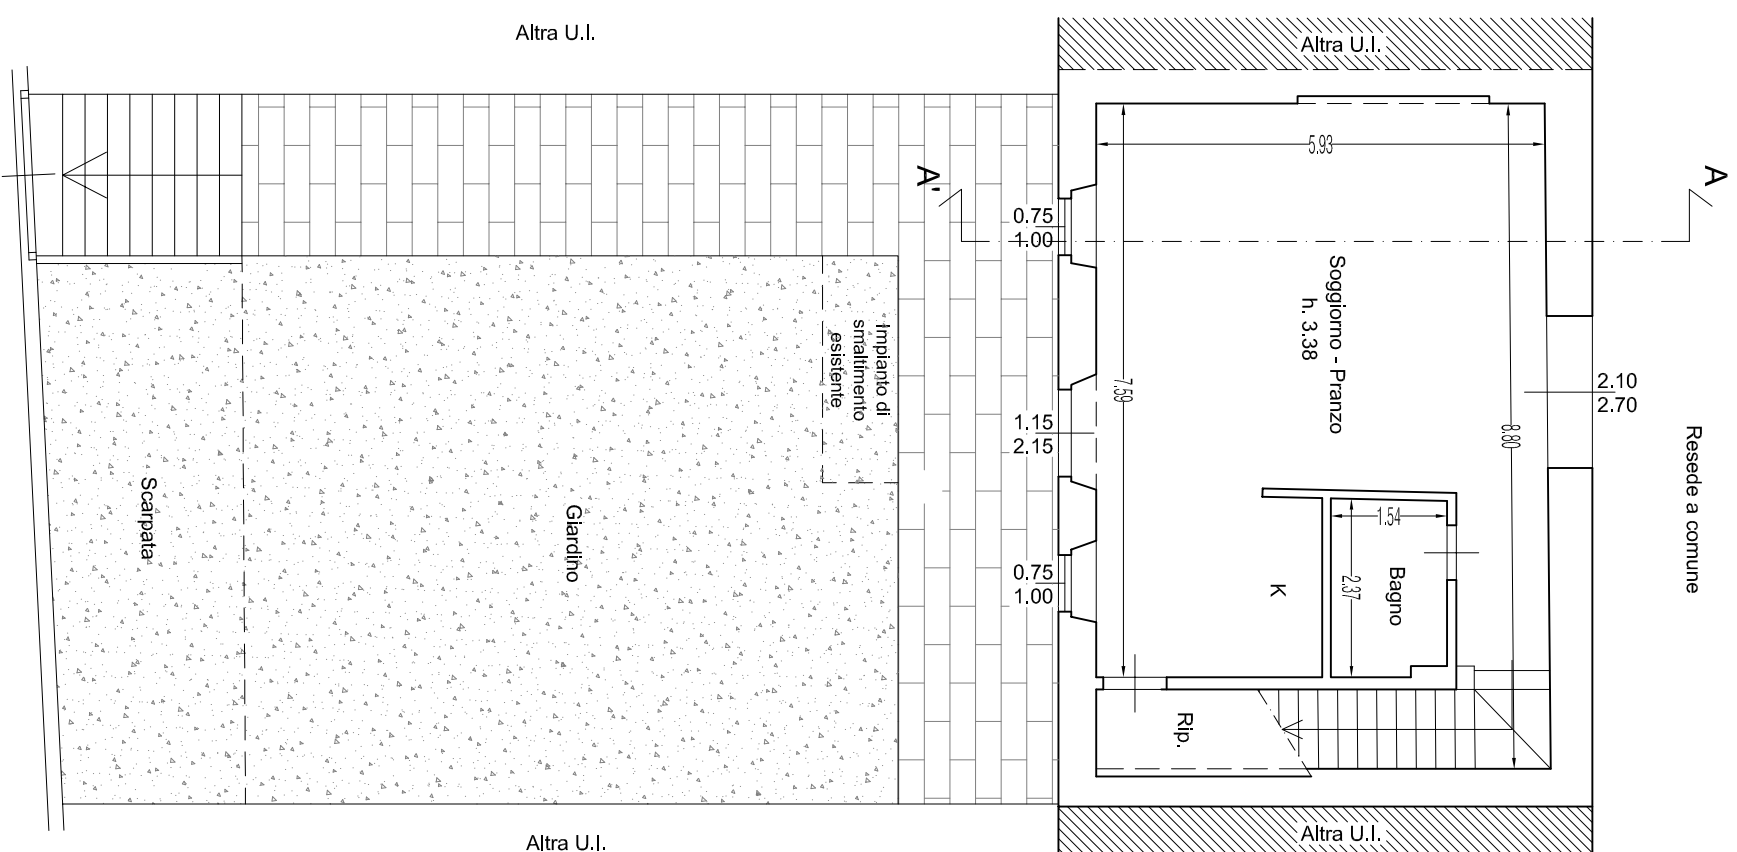 Altra U.I.
Altra U.I.
A'
A
5.93
0.75
1.00
Soggiorno - Pranzo
h. 3.38
Impianto di
smaltimento
esistente
7.59
2.10
2.70
8.80
1.15
2.15
Resede a comune
Scarpata
Giardino
1.54
0.75
1.00
K
2.37
Bagno
Rip.
Altra U.I.
Altra U.I.